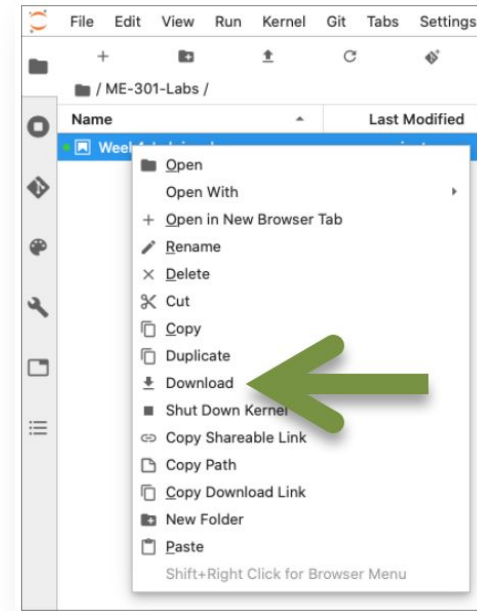 File Edit View Run Kernel Git Tabs Settings
/ ME-301-Labs /
Name Last Modified
Open
Open With
Open in New Browser Tab
Rename
Delete
Cut
Copy
Duplicate
Download
Shut Down Kernel
Copy Shareable Link
Copy Path
Copy Download Link
New Folder
Paste
Shift+Right Click for Browser Menu